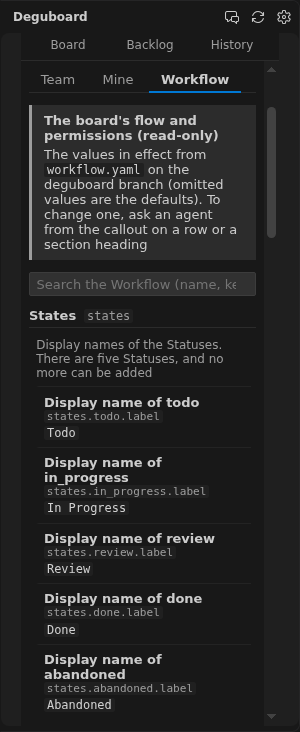 Deguboard
Board Backlog History
Team Mine Workflow
The board's flow and
permissions (read-only)
The values in effect from
workflow.yaml on the
deguboard branch (omitted
values are the defaults). To
change one, ask an agent
from the callout on a row or a
section heading
Search the Workflow (name, ke
States states
Display names of the Statuses.
There are five Statuses, and no
more can be added
Display name of todo
states.todo.label
Todo
Display name of
in_progress
states.in_progress.label
In Progress
Display name of review
states.review.label
Review
Display name of done
states.done.label
Done
Display name of
abandoned
states.abandoned.label
Abandoned